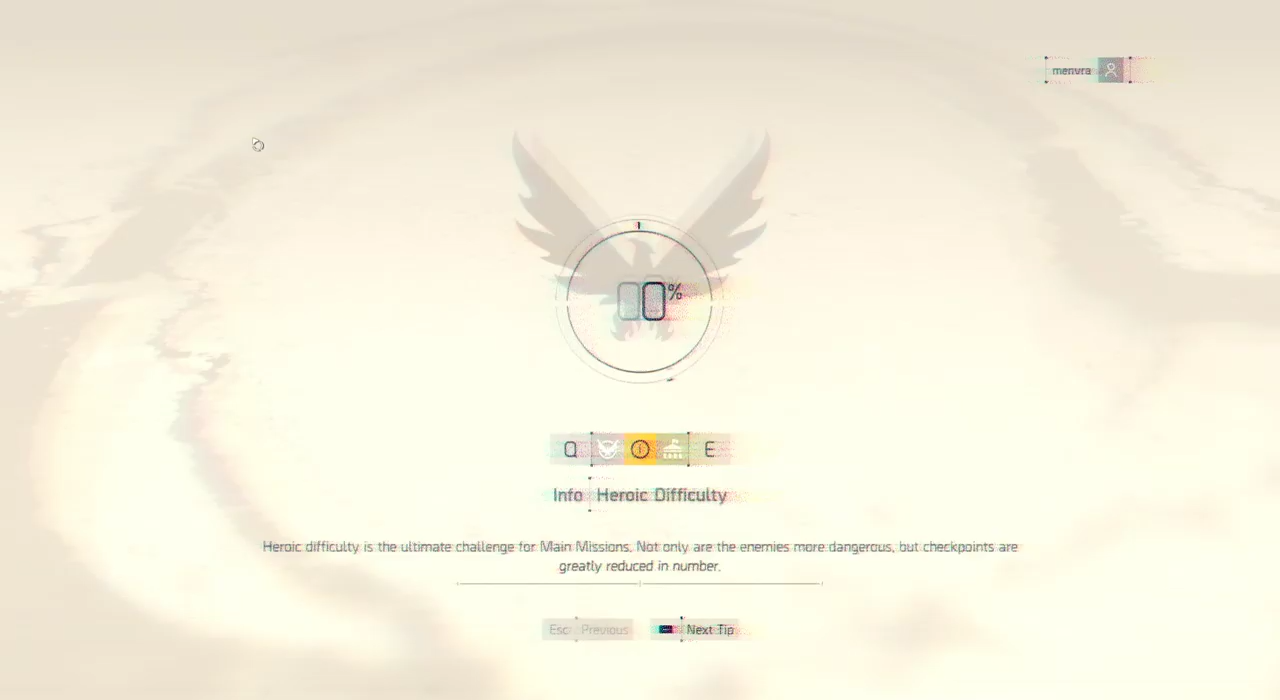 menvra
00%
Q E
Info Heroic Difficulty
Heroic difficulty is the ultimate challenge for Main Missions. Not only are the enemies more dangerous, but checkpoints are
greatly reduced in number.
Esc Previous Next Tip